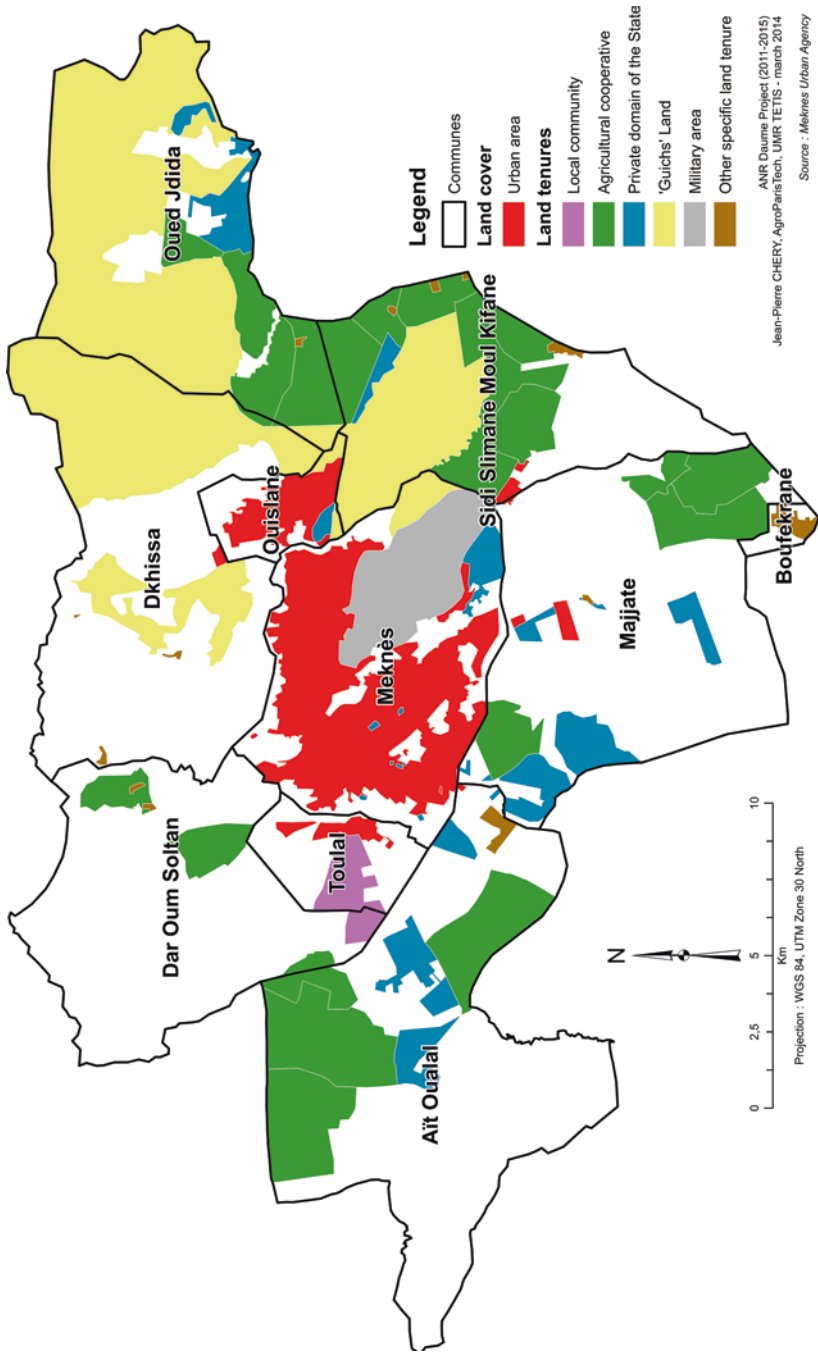 Oued Jdida
Dkhissa
Ouislane
Dar Oum Soltan
Meknès
Toulal
Sidi Slimane Moul Kifane
Aït Oualal
Majjate
Boufekrane
Legend
Communes
Land cover
Urban area
Land tenures
Local community
Agricultural cooperative
Private domain of the State
'Guichs' Land
Military area
Other specific land tenure
N
0 2,5 5 10
Km
Projection : WGS 84, UTM Zone 30 North
ANR Daume Project (2011-2015)
Jean-Pierre CHERY, AgroParisTech, UMR TETIS - march 2014
Source : Meknes Urban Agency